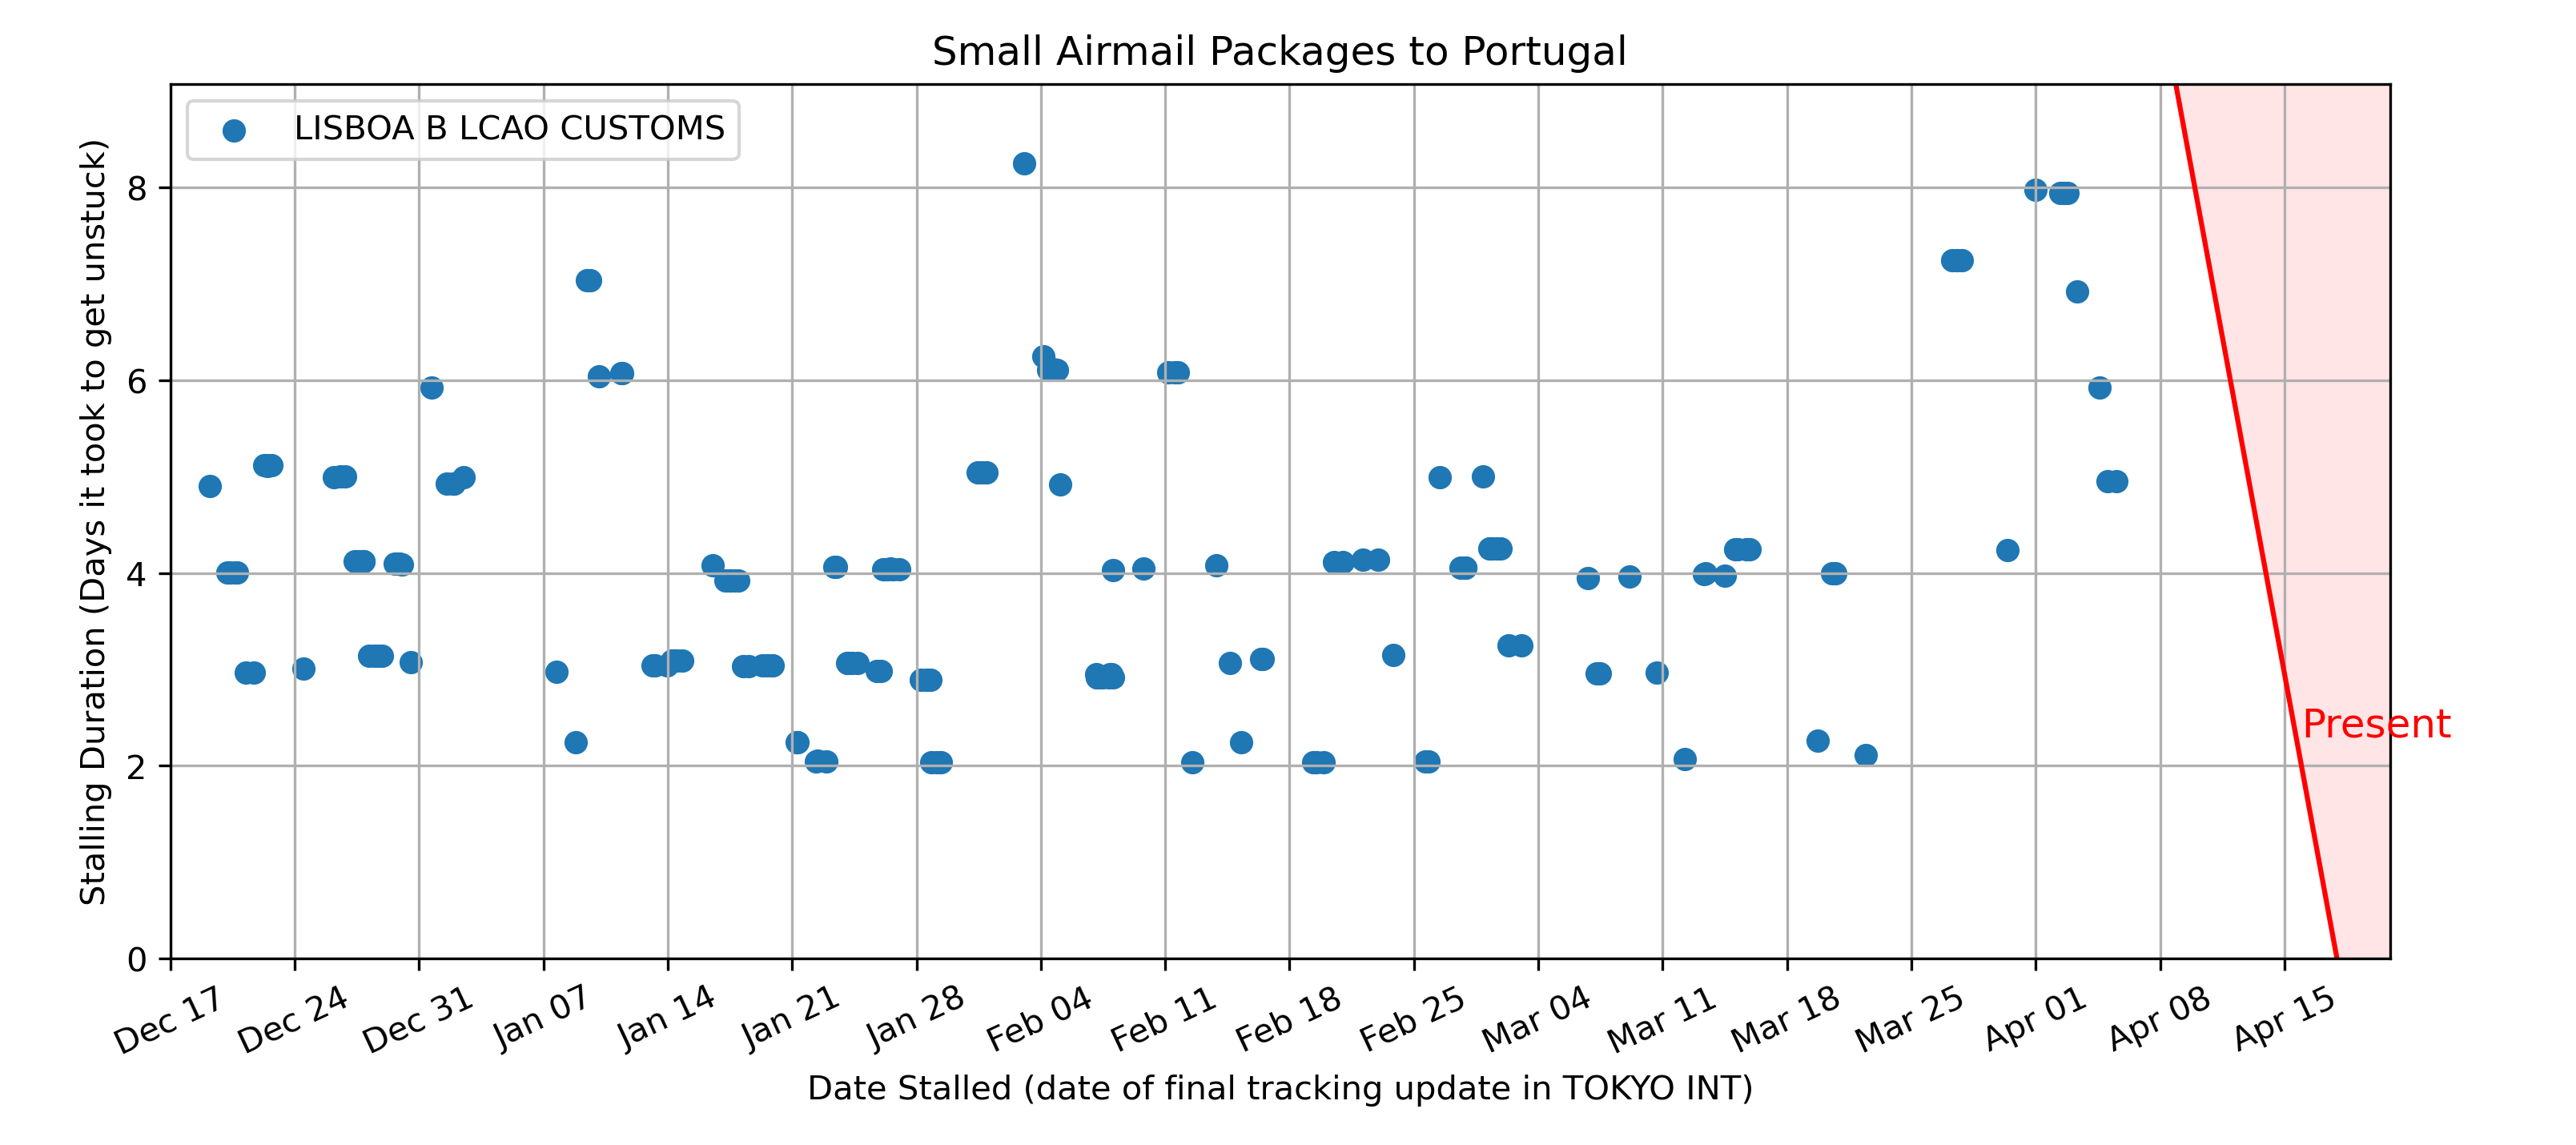 Small Airmail Packages to Portugal
LISBOA B LCAO CUSTOMS
Stalling Duration (Days it took to get unstuck)
8
6
4
2
0
Present
Dec 17
Dec 24
Dec 31
Jan 07
Jan 14
Jan 21
Jan 28
Feb 04
Feb 11
Feb 18
Feb 25
Mar 04
Mar 11
Mar 18
Mar 25
Apr 01
Apr 08
Apr 15
Date Stalled (date of final tracking update in TOKYO INT)